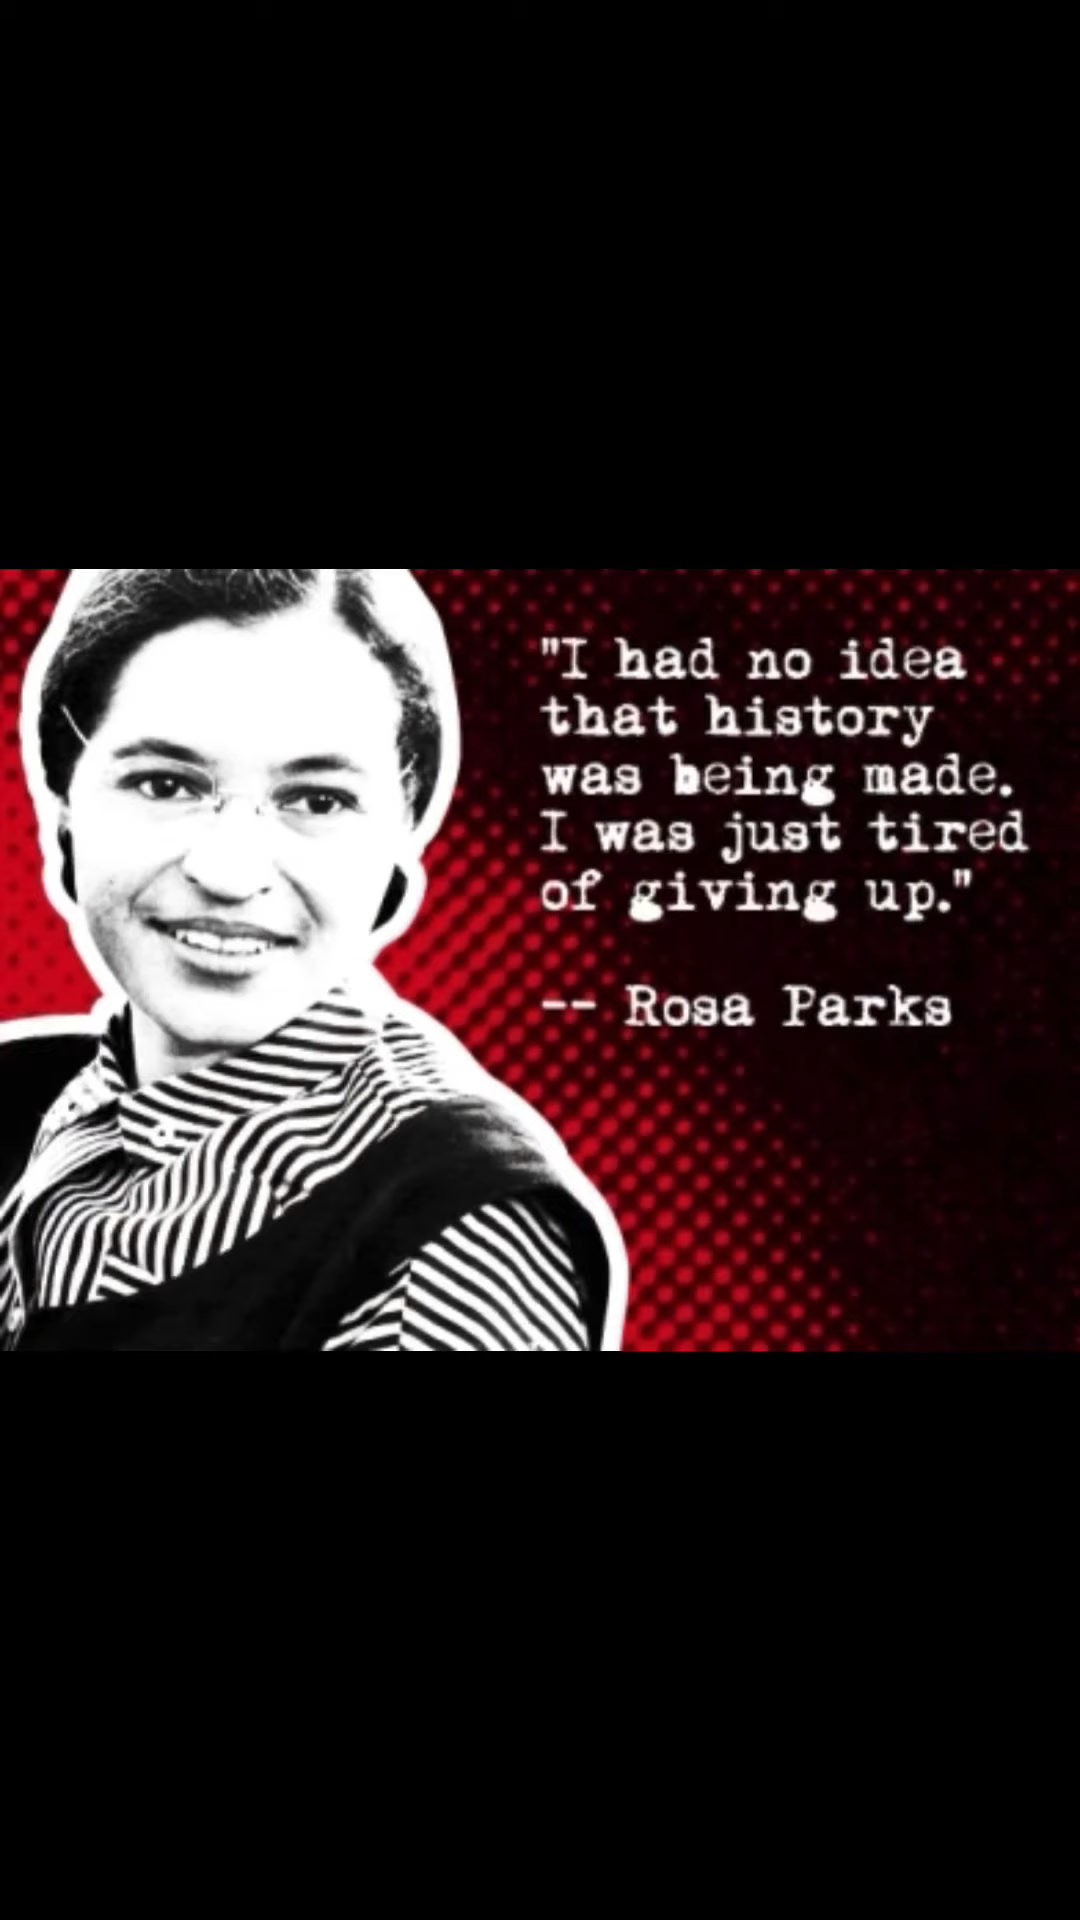 "I had no idea
that history
was being made.
I was just tired
of giving up."
-- Rosa Parks